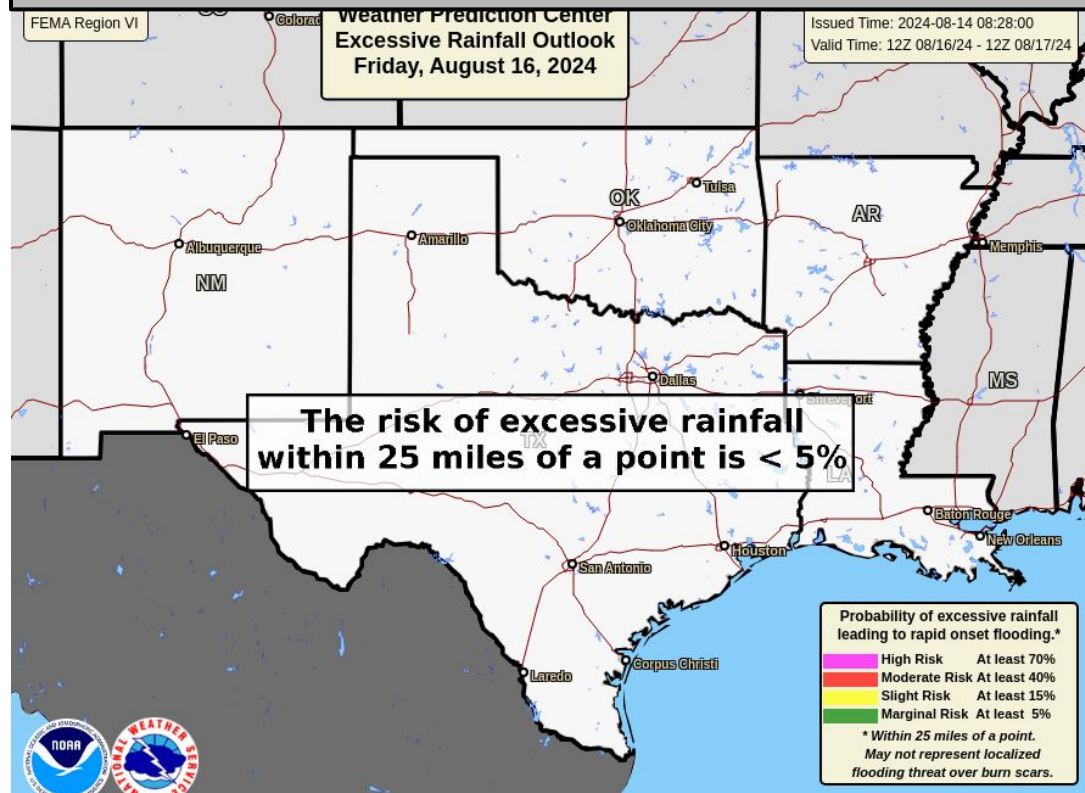 FEMA Region VI
Colorad
Weather Prediction Center
Excessive Rainfall Outlook
Friday, August 16, 2024
Issued Time: 2024-08-14 08:28:00
Valid Time: 12Z 08/16/24 - 12Z 08/17/24
Tulsa
OK
Oklahoma City
AR
Albuquerque
Amarillo
Memphis
NM
Dallas
MS
Shreveport
The risk of excessive rainfall
within 25 miles of a point is < 5%
El Paso
TX
LA
Baton Rouge
New Orleans
Houston
San Antonio
Laredo
Corpus Christi
Probability of excessive rainfall
leading to rapid onset flooding.*
High Risk At least 70%
Moderate Risk At least 40%
Slight Risk At least 15%
Marginal Risk At least 5%
* Within 25 miles of a point.
May not represent localized
flooding threat over burn scars.
NOAA
NATIONAL WEATHER SERVICE